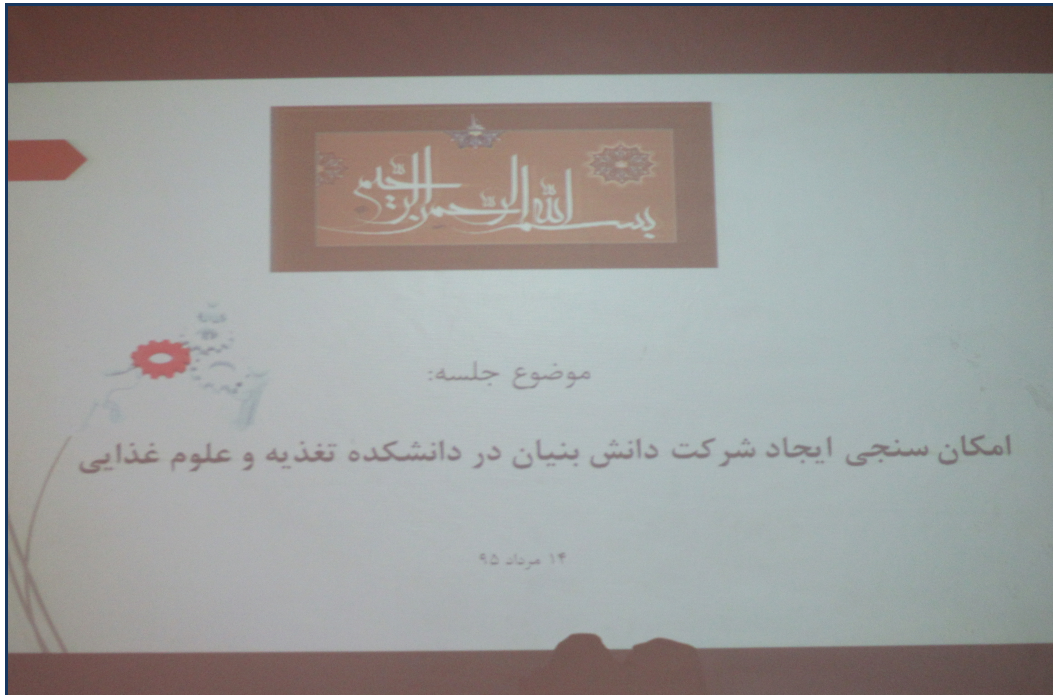 بسم الله الرحمن الرحیم
موضوع جلسه:
امکان سنجی ایجاد شرکت دانش بنیان در دانشکده تغذیه و علوم غذایی
۱۴ مرداد ۹۵